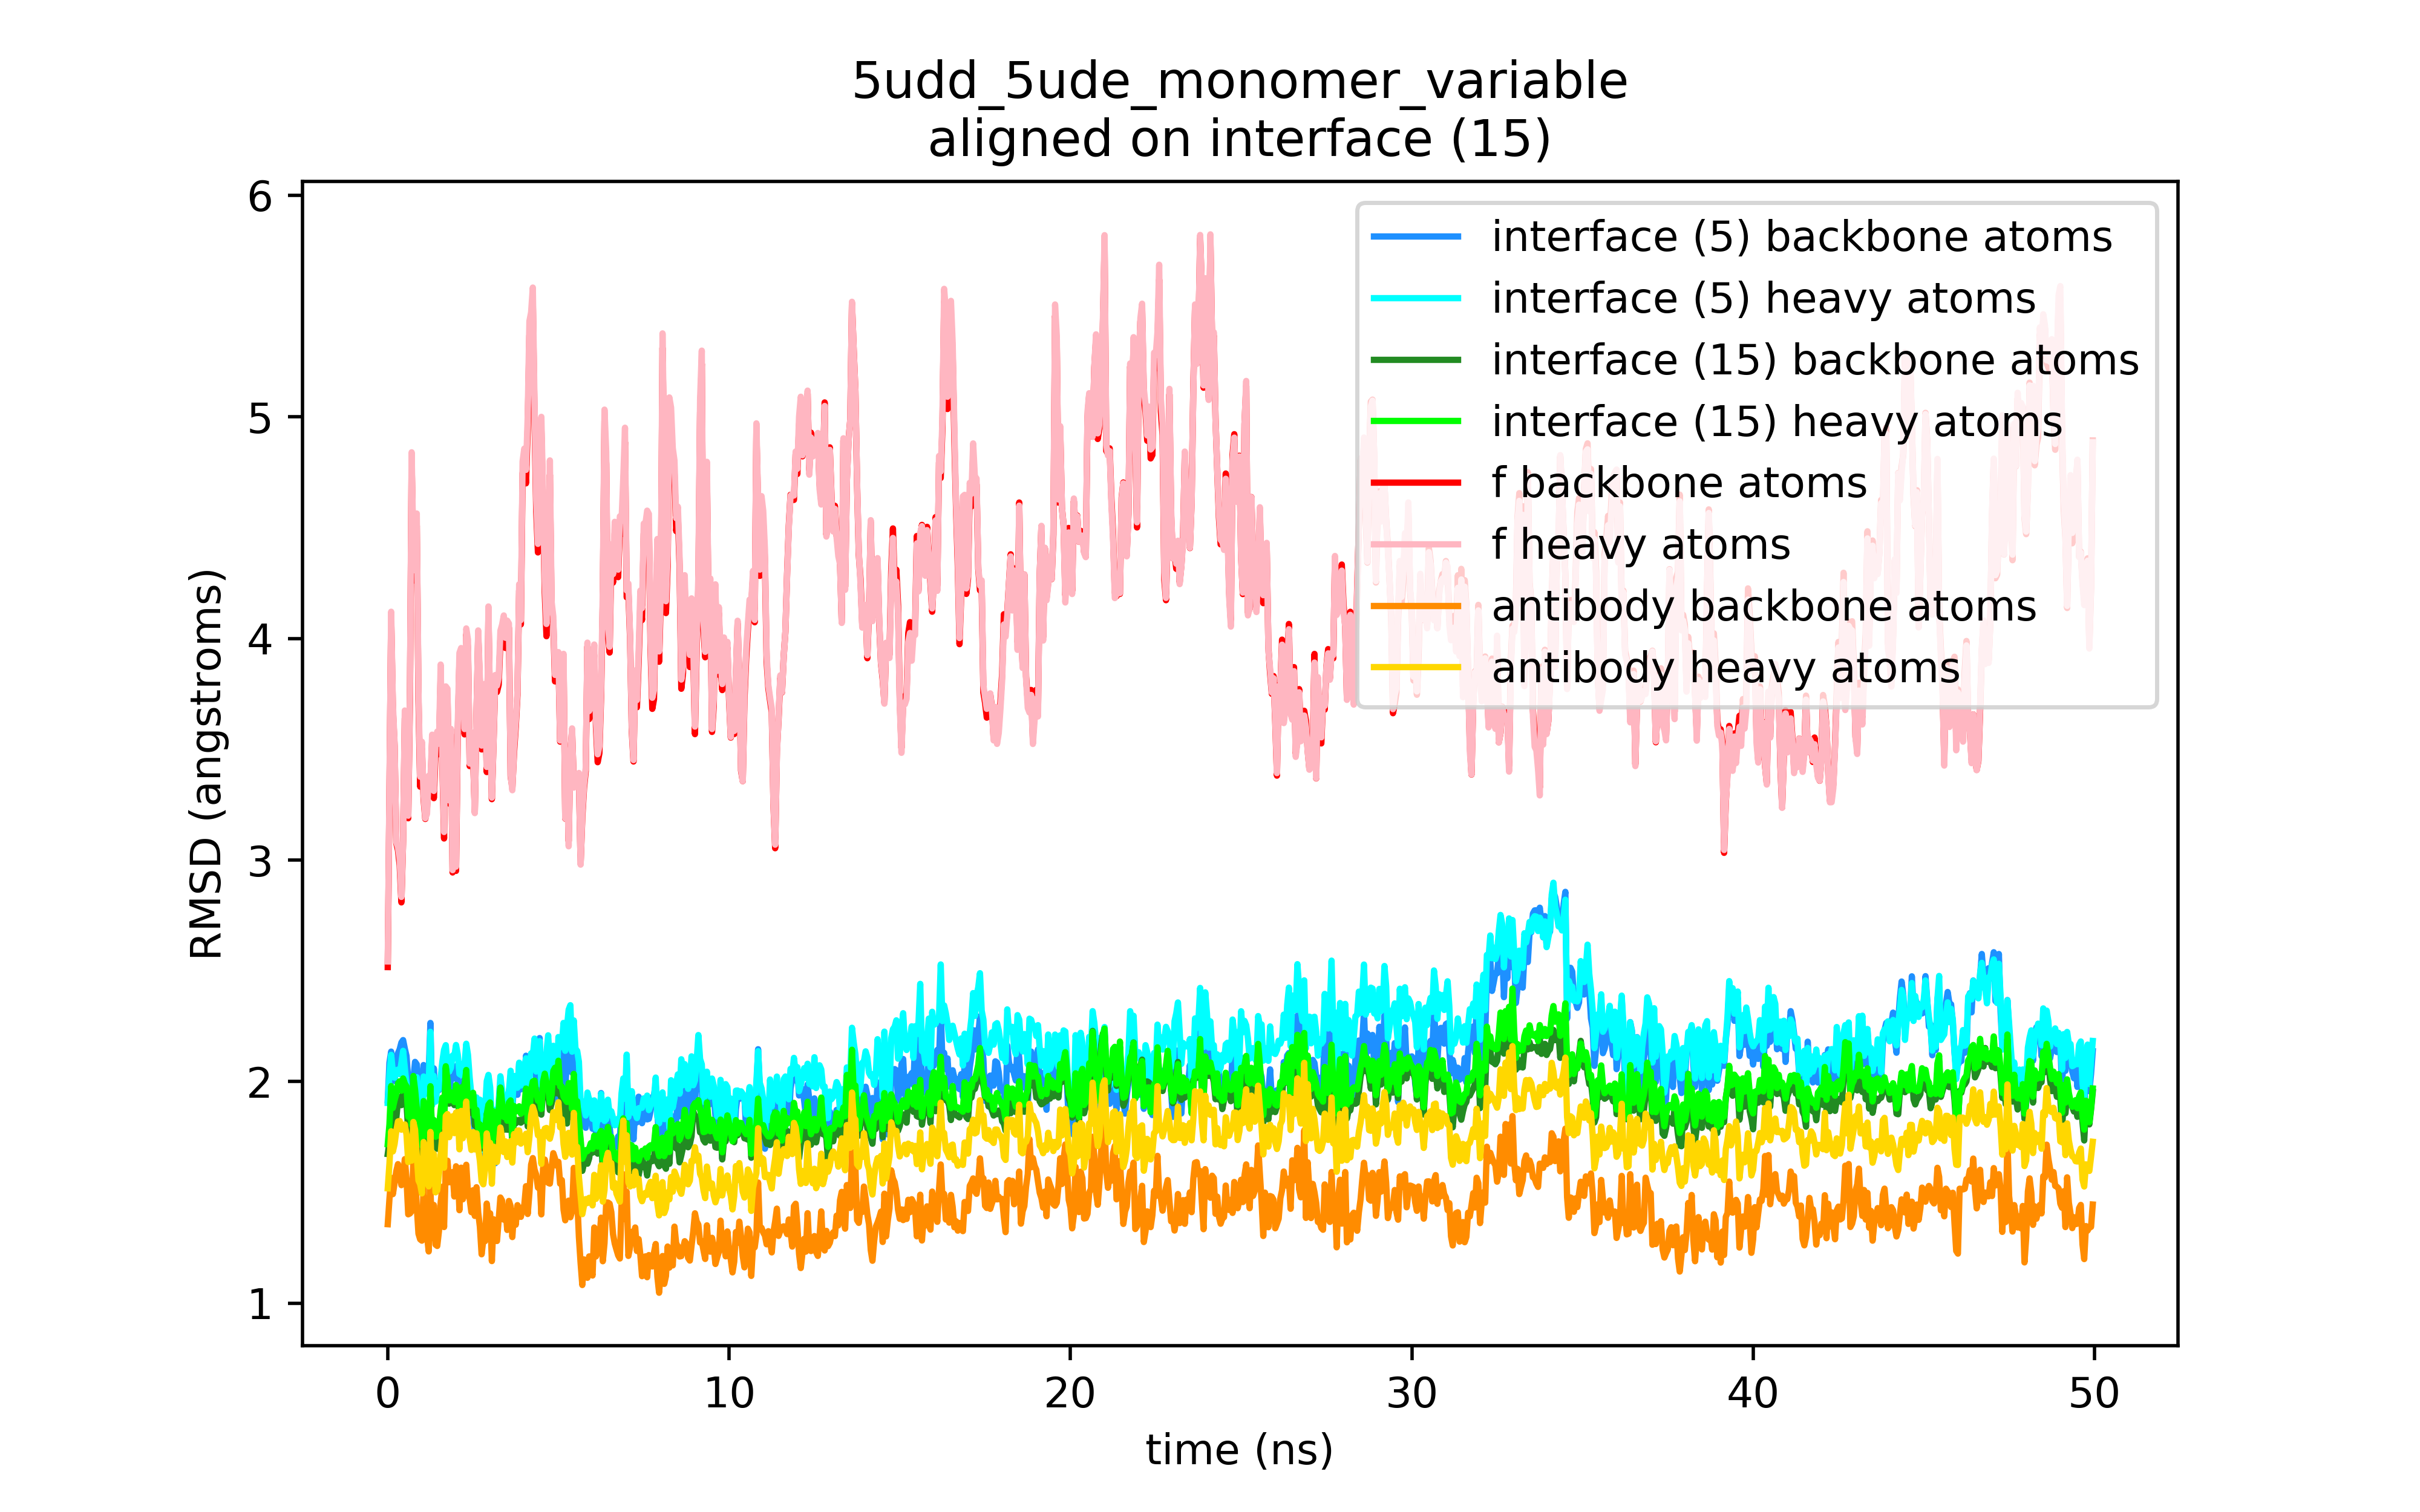 5udd_5ude_monomer_variable
aligned on interface (15)
6
5
4
3
2
1
RMSD (angstroms)
interface (5) backbone atoms
interface (5) heavy atoms
interface (15) backbone atoms
interface (15) heavy atoms
f backbone atoms
f heavy atoms
antibody backbone atoms
antibody heavy atoms
0 10 20 30 40 50
time (ns)